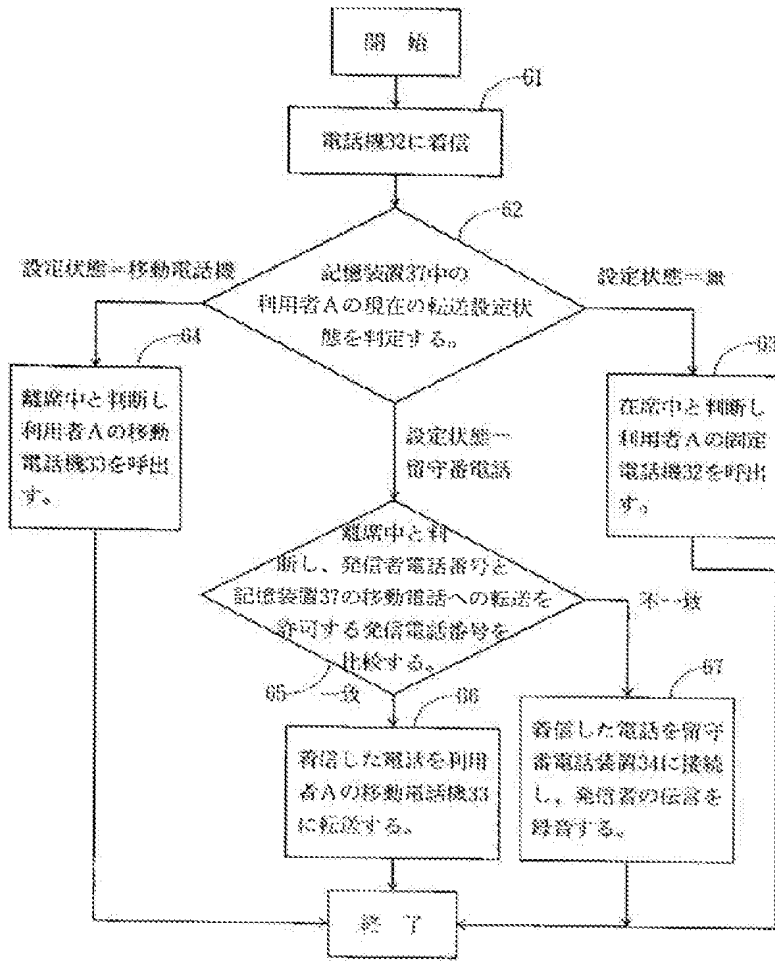 開 始
61
電話機32に着信
62
設定状態=移動電話機
記憶装置37中の
利用者Aの現在の転送設定状
態を判定する。
設定状態=無
64
離席中と判断し
利用者Aの移動
電話機33を呼出
す。
63
在席中と判断し
利用者Aの固定
電話機32を呼出
す。
設定状態=
留守番電話
離席中と判
断し、発信者電話番号と
記憶装置37の移動電話への転送を
許可する発信電話番号を
比較する。
不一致
65
一致
66
着信した電話を利用
者Aの移動電話機33
に転送する。
67
着信した電話を留守
番電話装置34に接続
し、発信者の伝言を
録音する。
終 了